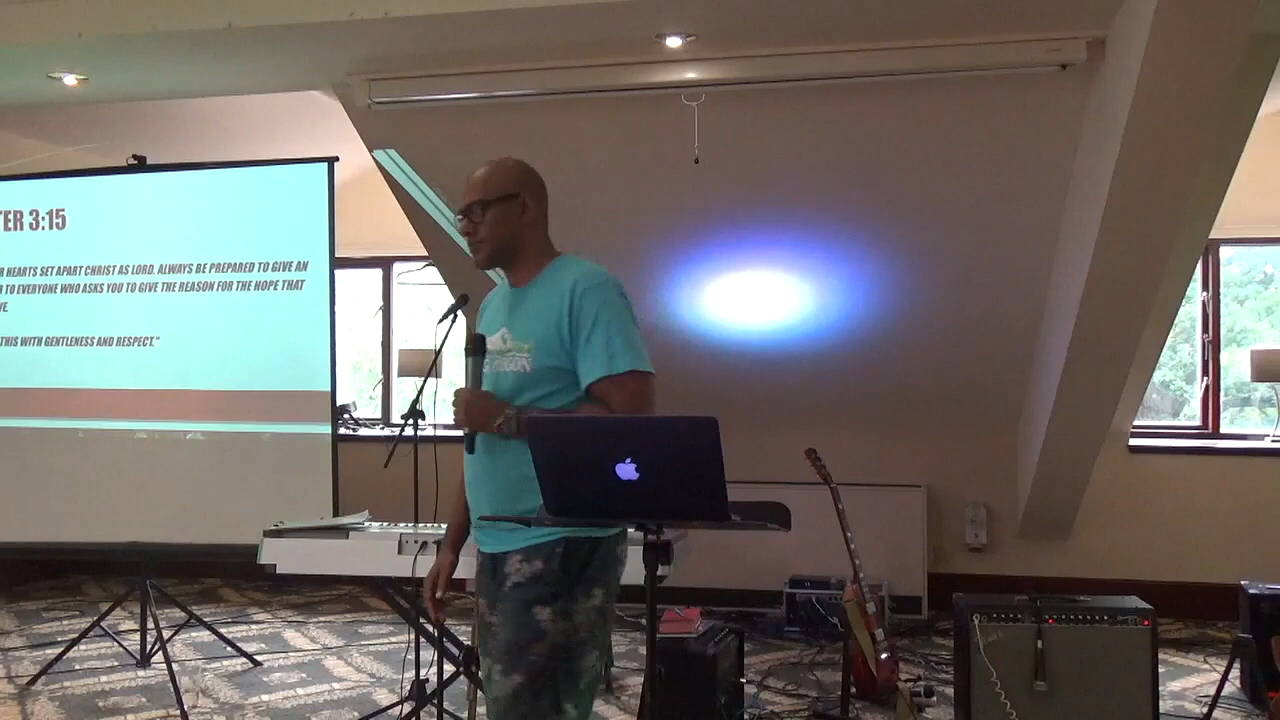 TER 3:15
R HEARTS SET APART CHRIST AS LORD. ALWAYS BE PREPARED TO GIVE AN
R TO EVERYONE WHO ASKS YOU TO GIVE THE REASON FOR THE HOPE THAT
VE.
THIS WITH GENTLENESS AND RESPECT."